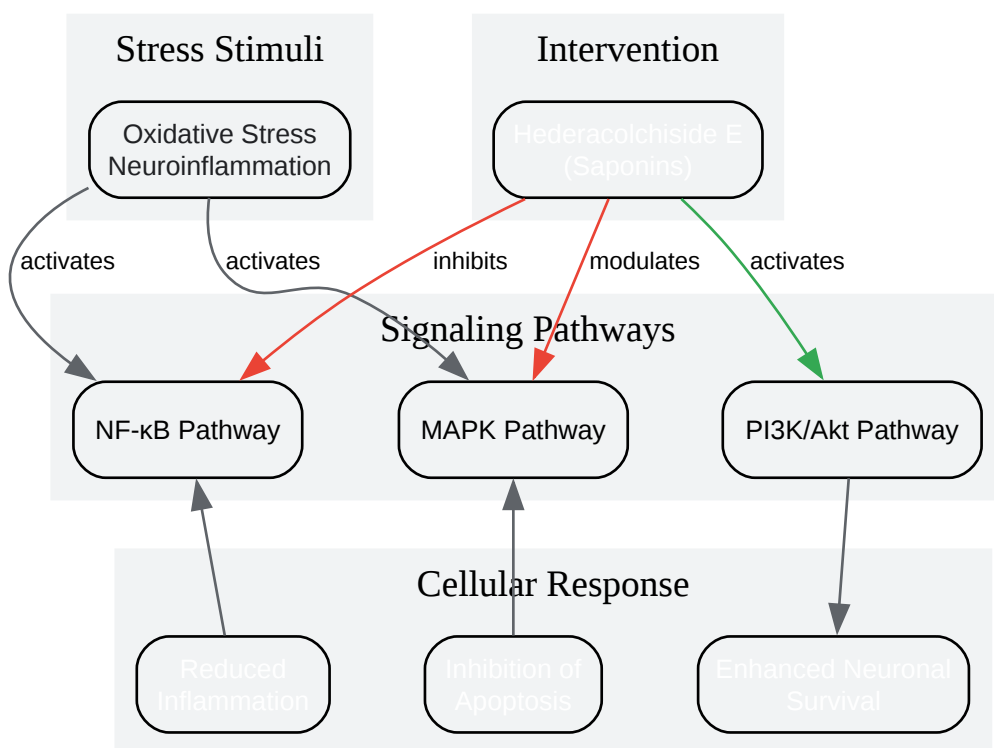 Stress Stimuli
Intervention
Oxidative Stress
Neuroinflammation
Hederacolchiside E
(Saponins)
activates
activates
inhibits
modulates
activates
Signaling Pathways
NF-κB Pathway
MAPK Pathway
PI3K/Akt Pathway
Cellular Response
Reduced
Inflammation
Inhibition of
Apoptosis
Enhanced Neuronal
Survival